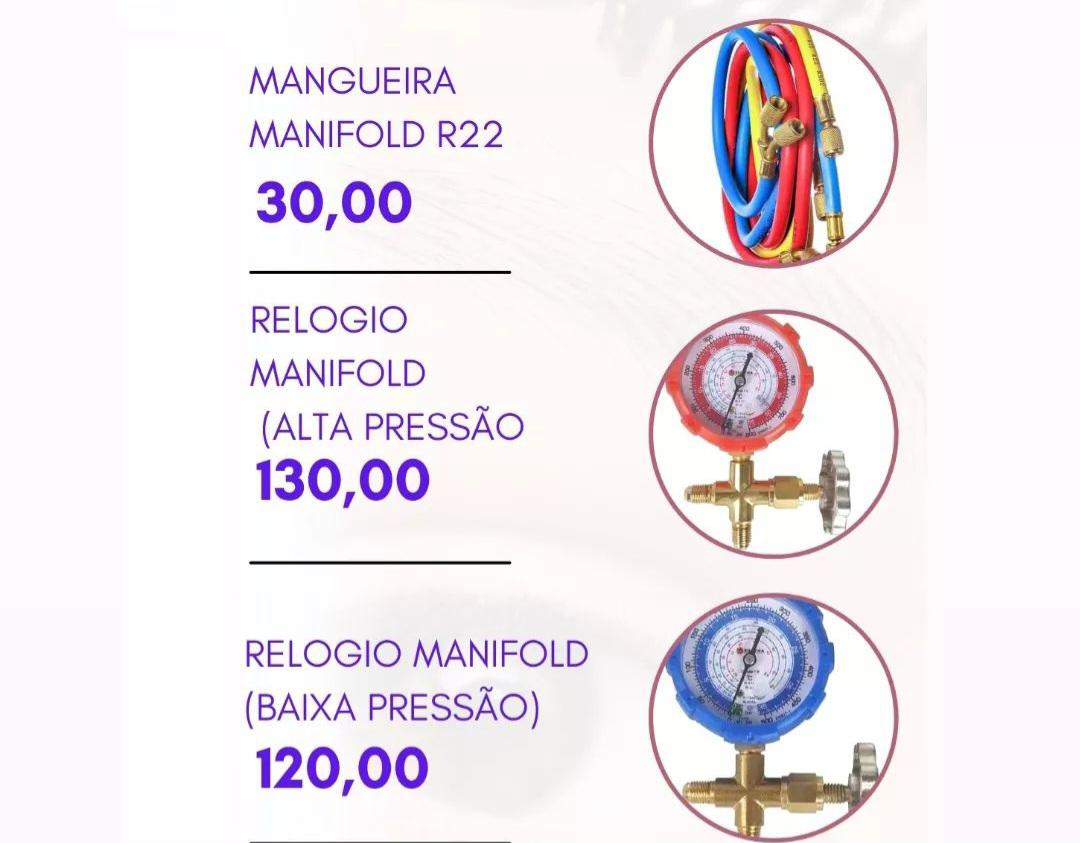 MANGUEIRA
MANIFOLD R22
30,00
RELOGIO
MANIFOLD
(ALTA PRESSÃO
130,00
RELOGIO MANIFOLD
(BAIXA PRESSÃO)
120,00